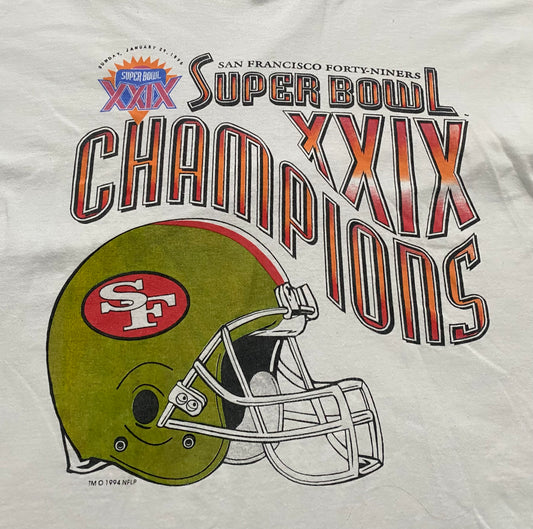 SUNDAY, JANUARY 29, 1995
SUPER BOWL
XXIX
SAN FRANCISCO FORTY-NINERS
SUPER BOWL
XXIX
CHAMPIONS
SF
TM © 1994 NFLP